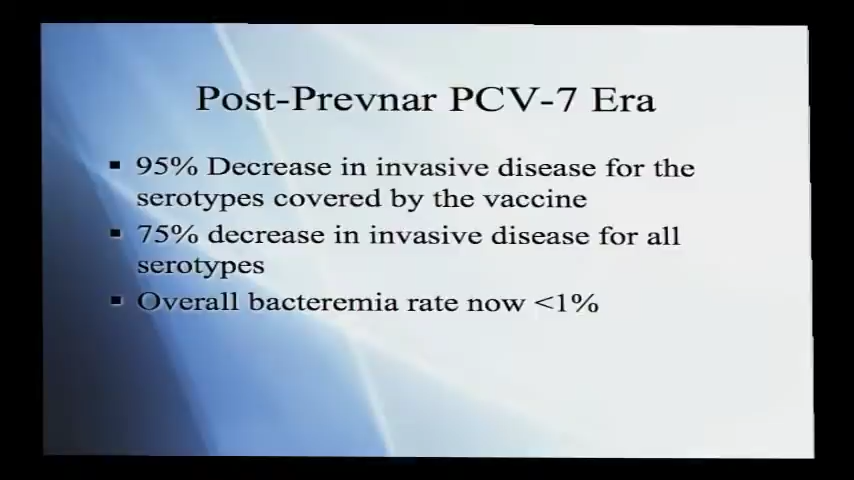 Post-Prevnar PCV-7 Era
▪ 95% Decrease in invasive disease for the
serotypes covered by the vaccine
▪ 75% decrease in invasive disease for all
serotypes
▪ Overall bacteremia rate now <1%